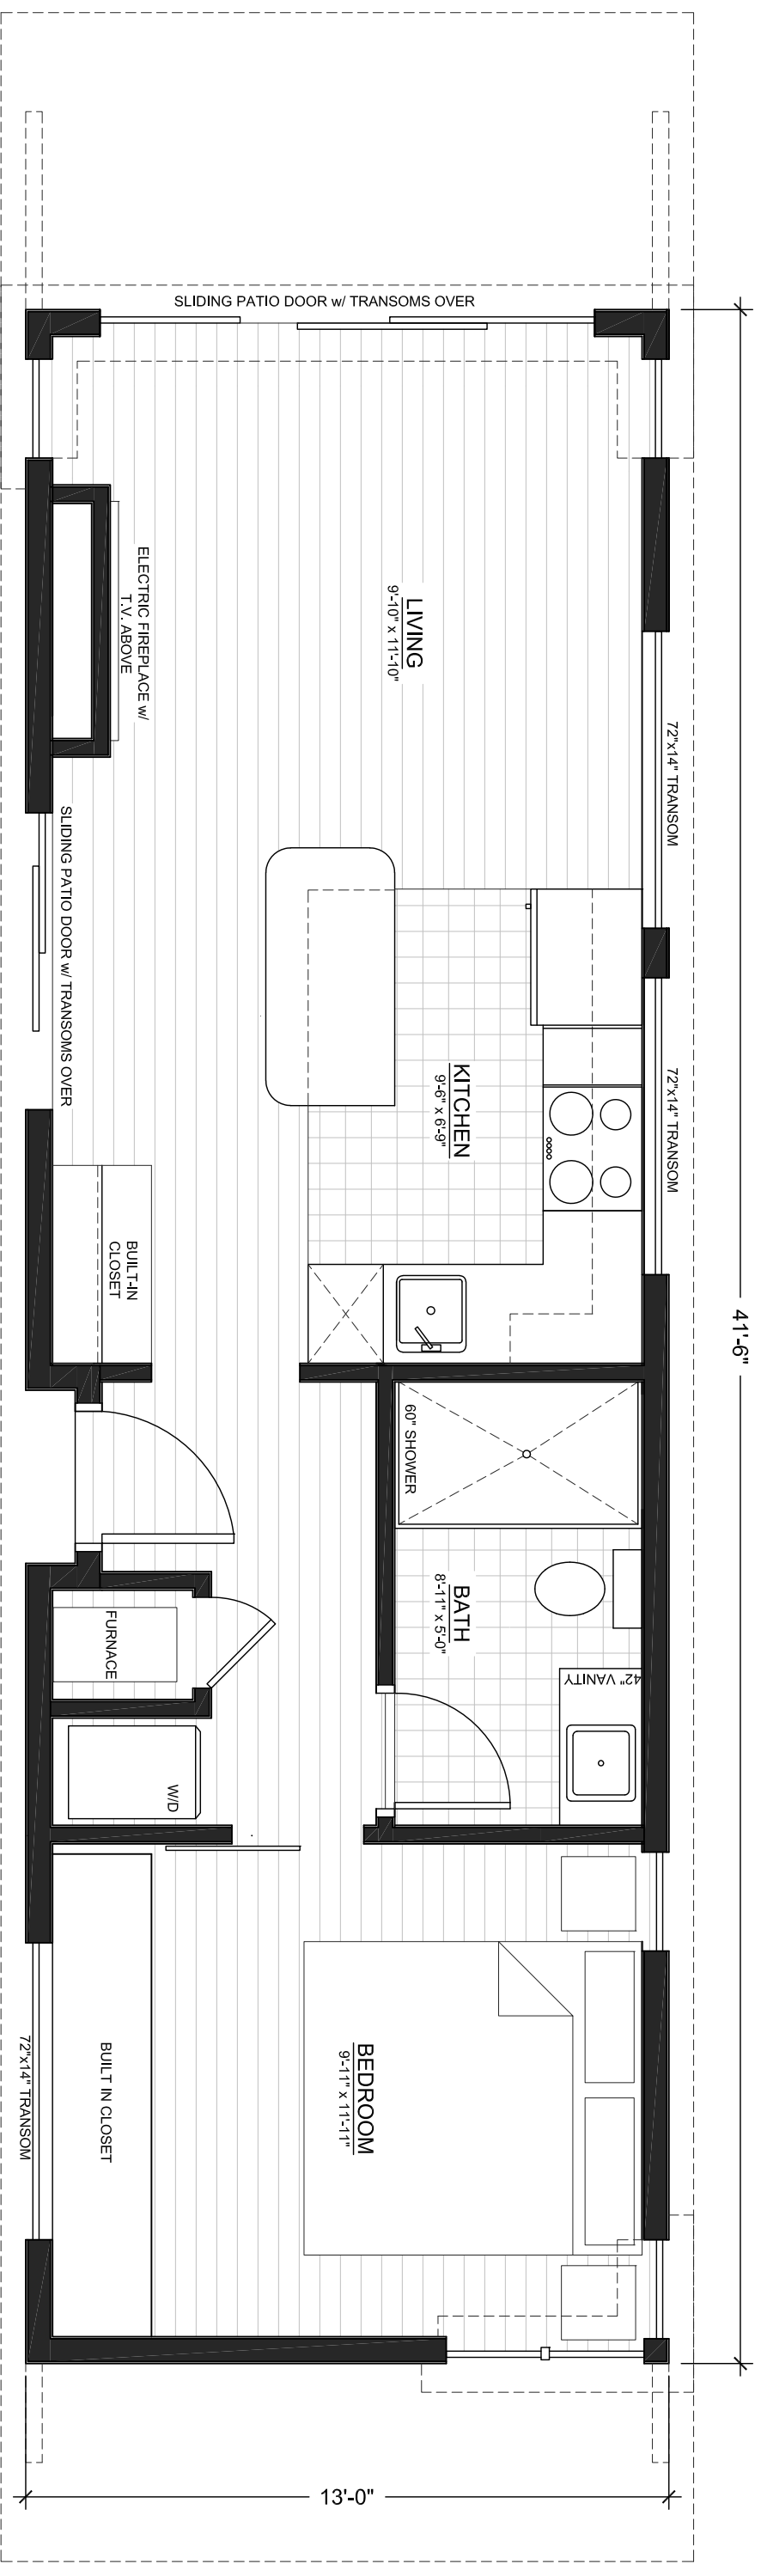 SLIDING PATIO DOOR w/ TRANSOMS OVER
ELECTRIC FIREPLACE w/
T.V. ABOVE
LIVING
9'-10" x 11'-10"
72"x14" TRANSOM
SLIDING PATIO DOOR w/ TRANSOMS OVER
KITCHEN
9'-6" x 6'-9"
72"x14" TRANSOM
BUILT-IN
CLOSET
41'-6"
60" SHOWER
BATH
8'-11" x 5'-0"
FURNACE
42" VANITY
W/D
BEDROOM
9'-11" x 11'-11"
BUILT IN CLOSET
72"x14" TRANSOM
13'-0"